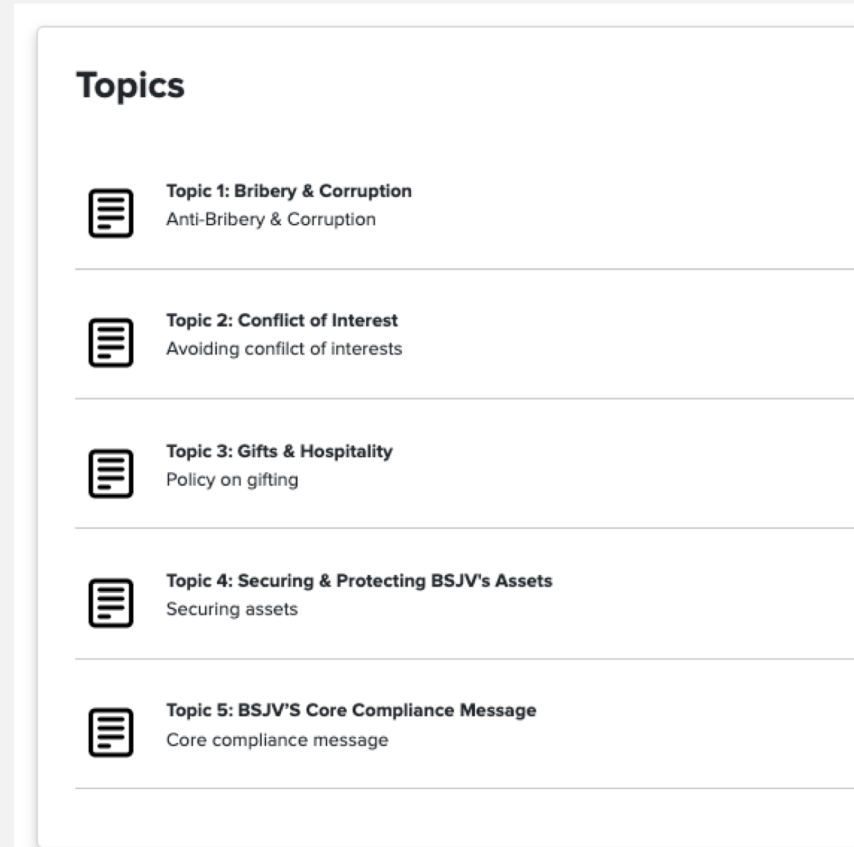 Topics
Topic 1: Bribery & Corruption
Anti-Bribery & Corruption
Topic 2: Conflict of Interest
Avoiding confilct of interests
Topic 3: Gifts & Hospitality
Policy on gifting
Topic 4: Securing & Protecting BSJV's Assets
Securing assets
Topic 5: BSJV’S Core Compliance Message
Core compliance message